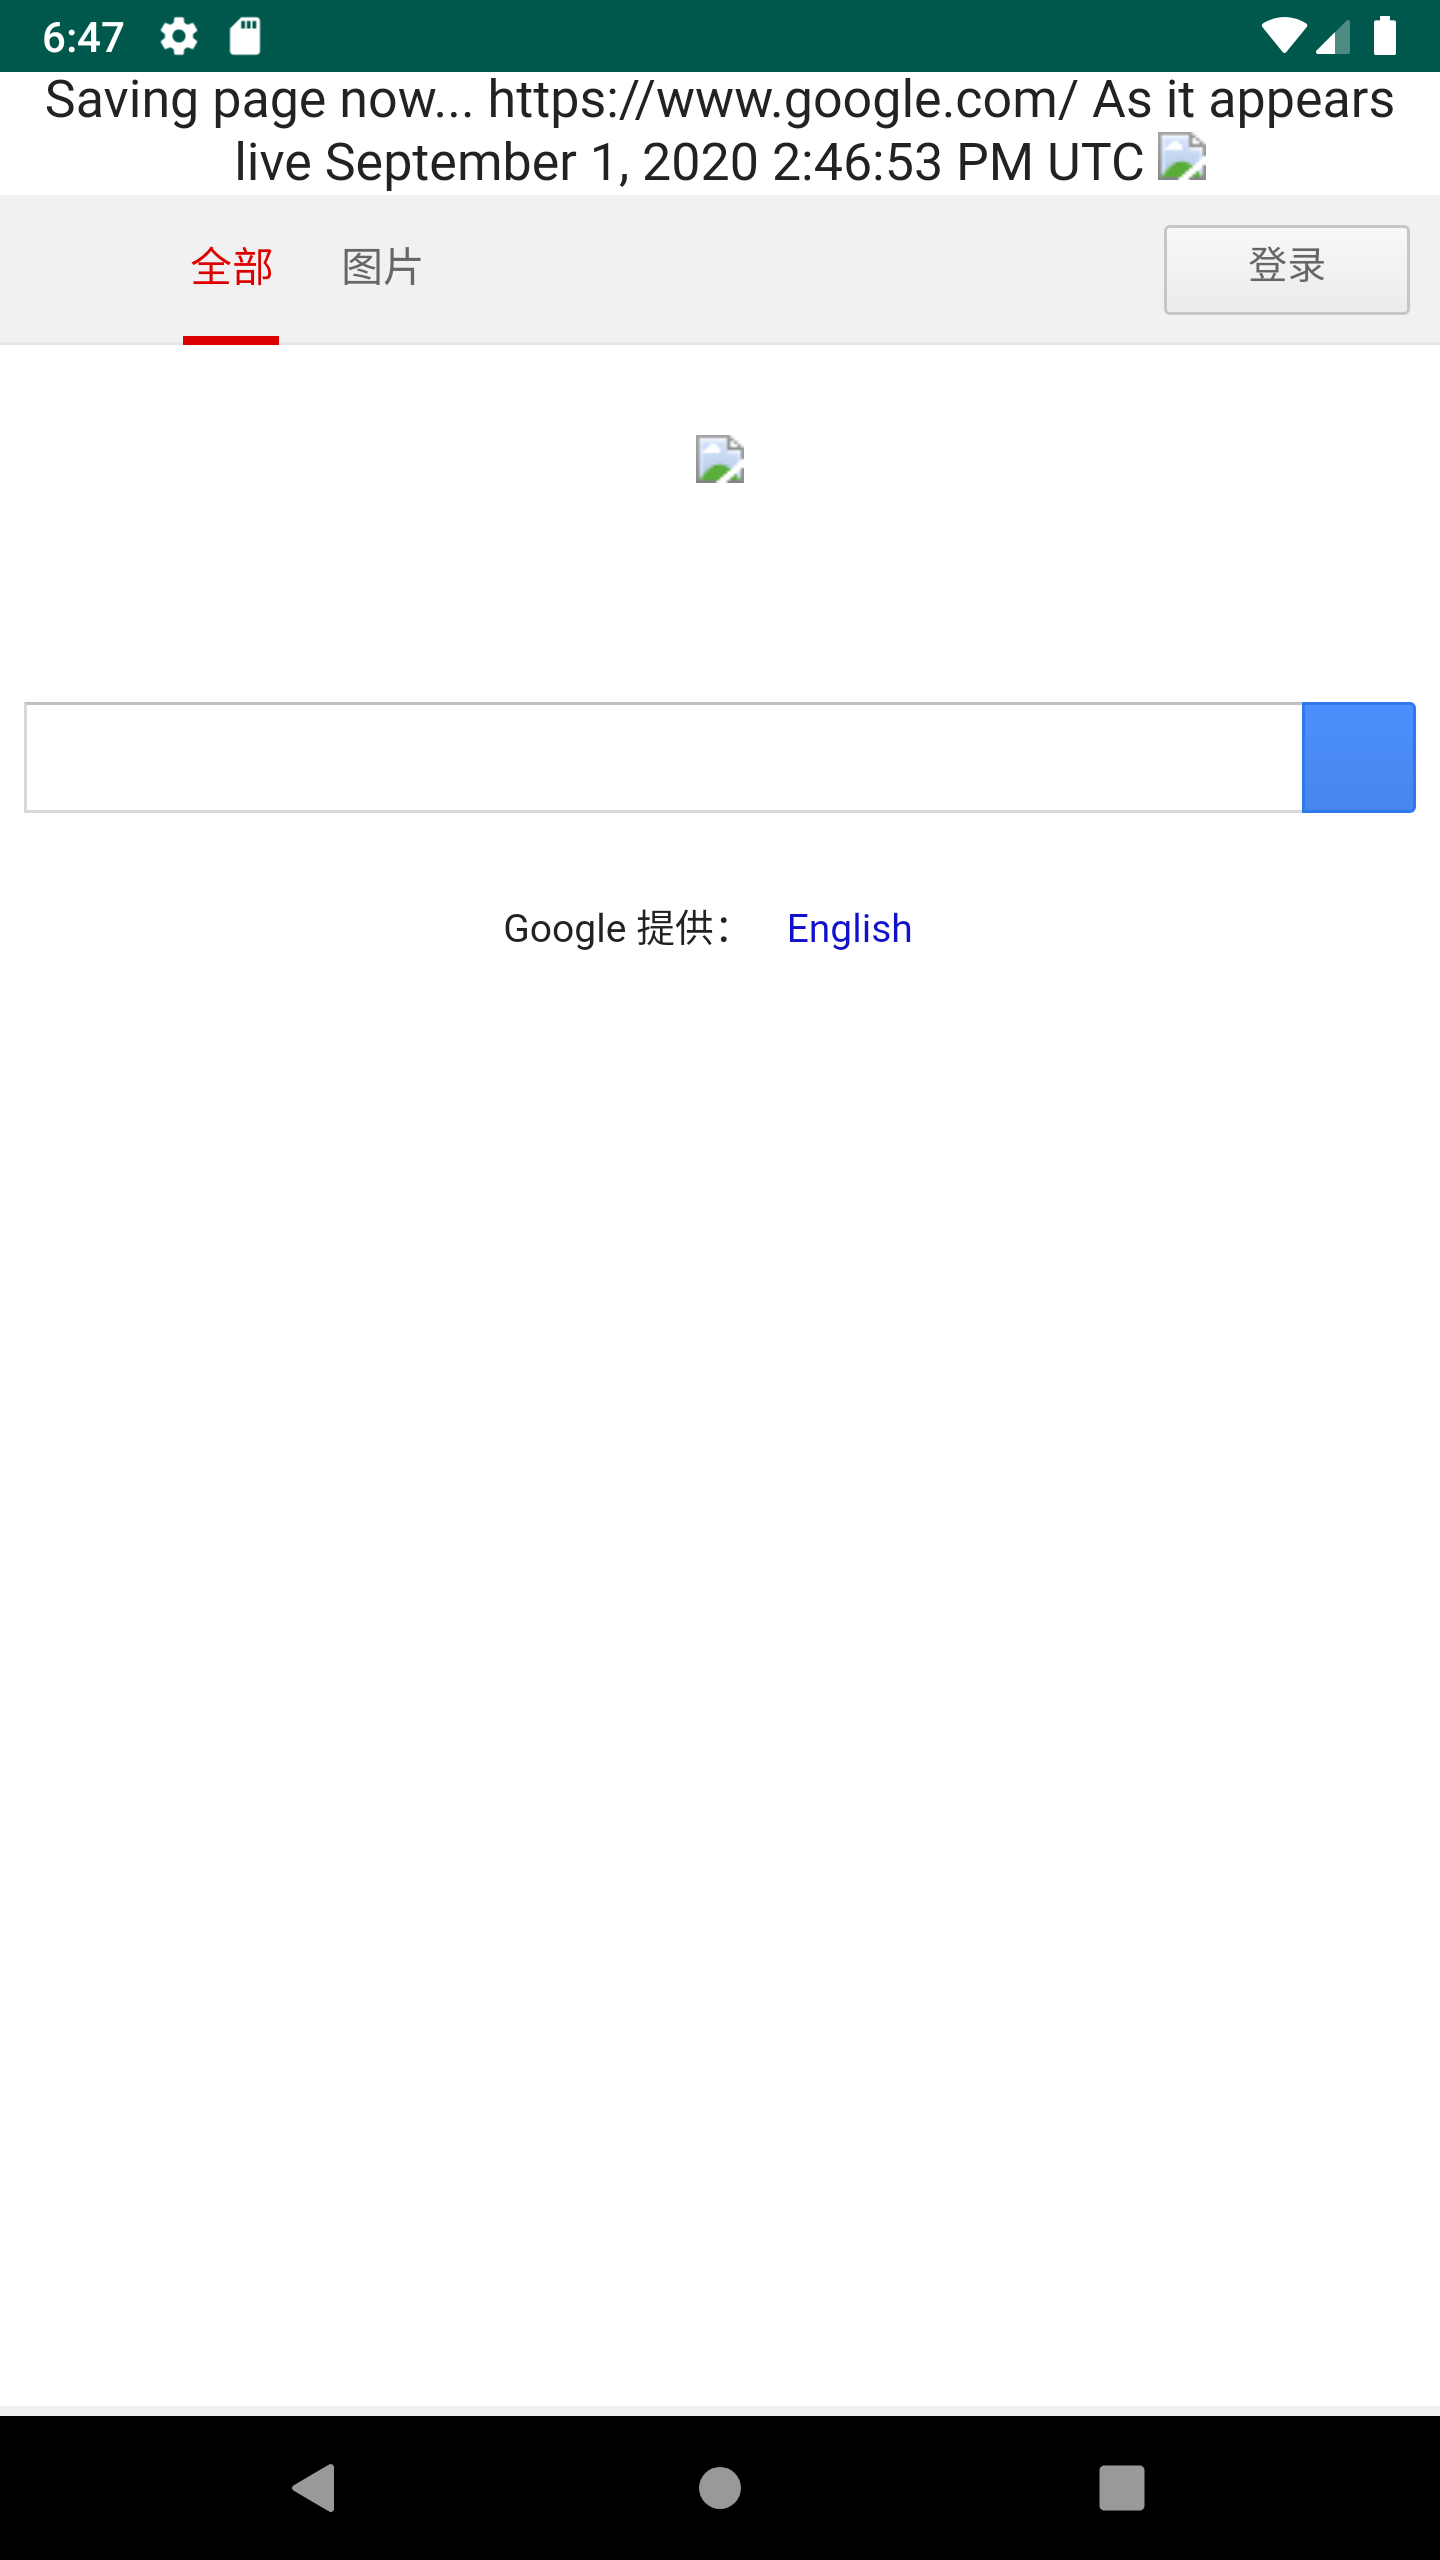 6:47
Saving page now... https://www.google.com/ As it appears
live September 1, 2020 2:46:53 PM UTC
全部 图片 登录
Google 提供： English